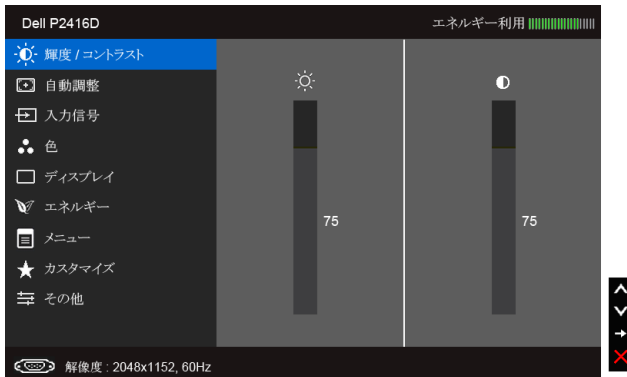 Dell P2416D
エネルギー利用
輝度 / コントラスト
自動調整
入力信号
色
ディスプレイ
エネルギー
メニュー
カスタマイズ
その他
75
75
解像度 : 2048x1152, 60Hz